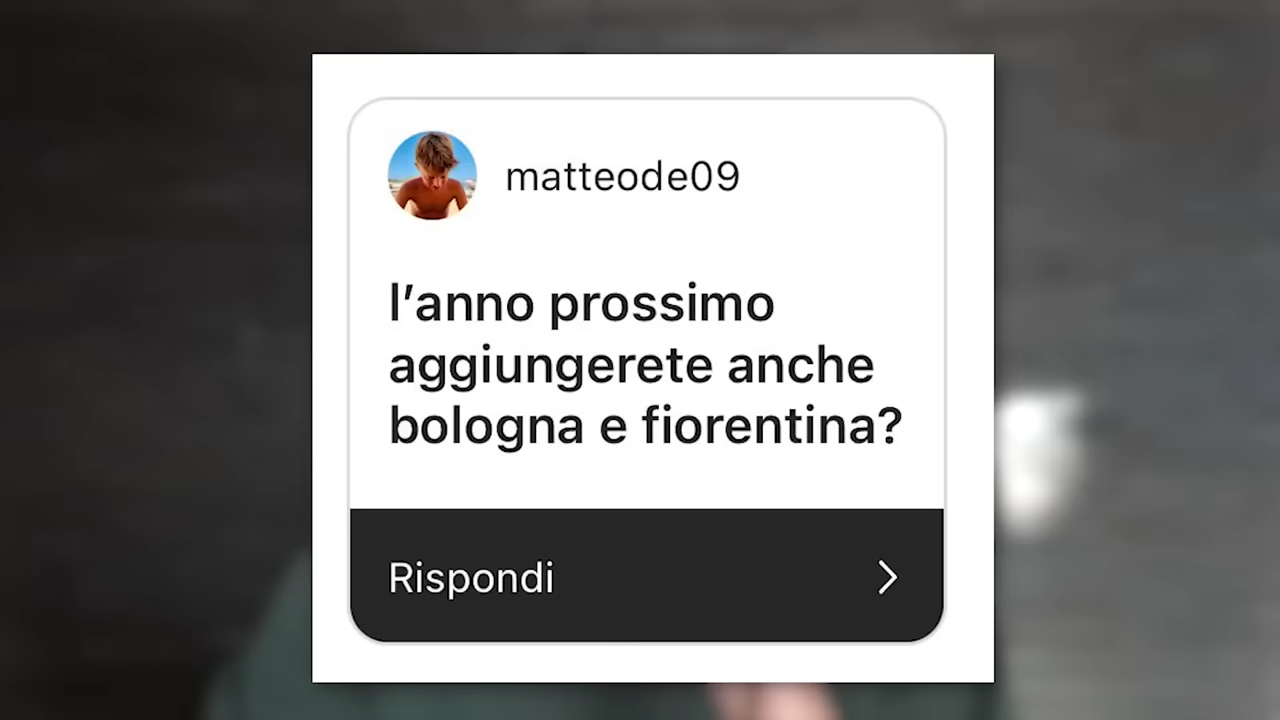 matteode09
l’anno prossimo
aggiungerete anche
bologna e fiorentina?
Rispondi